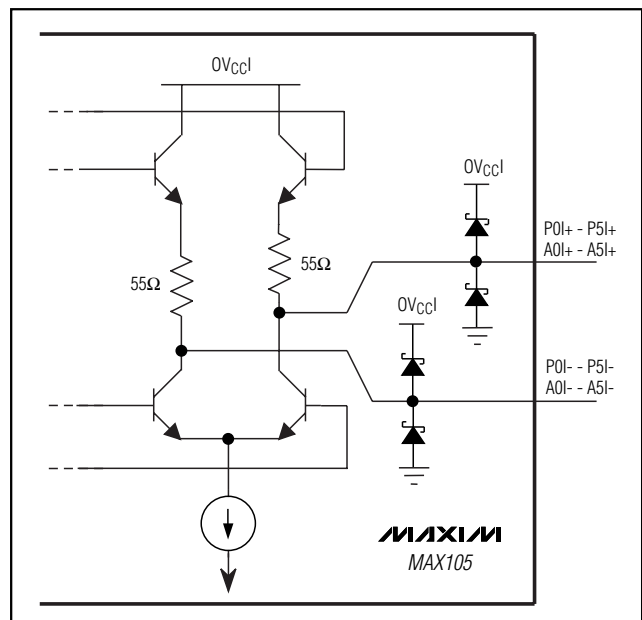 OVCCI
OVCCI
P0I+ - P5I+
A0I+ - A5I+
55Ω
55Ω
OVCCI
P0I- - P5I-
A0I- - A5I-
MAXIM
MAX105